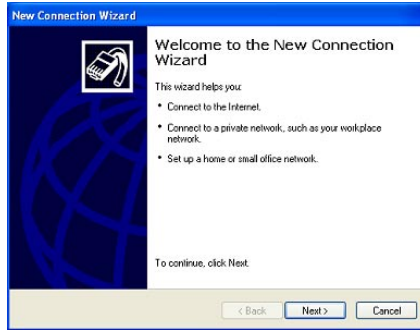 New Connection Wizard
Welcome to the New Connection
Wizard
This wizard helps you:
• Connect to the Internet.
• Connect to a private network, such as your workplace
network.
• Set up a home or small office network.
To continue, click Next.
< Back Next > Cancel